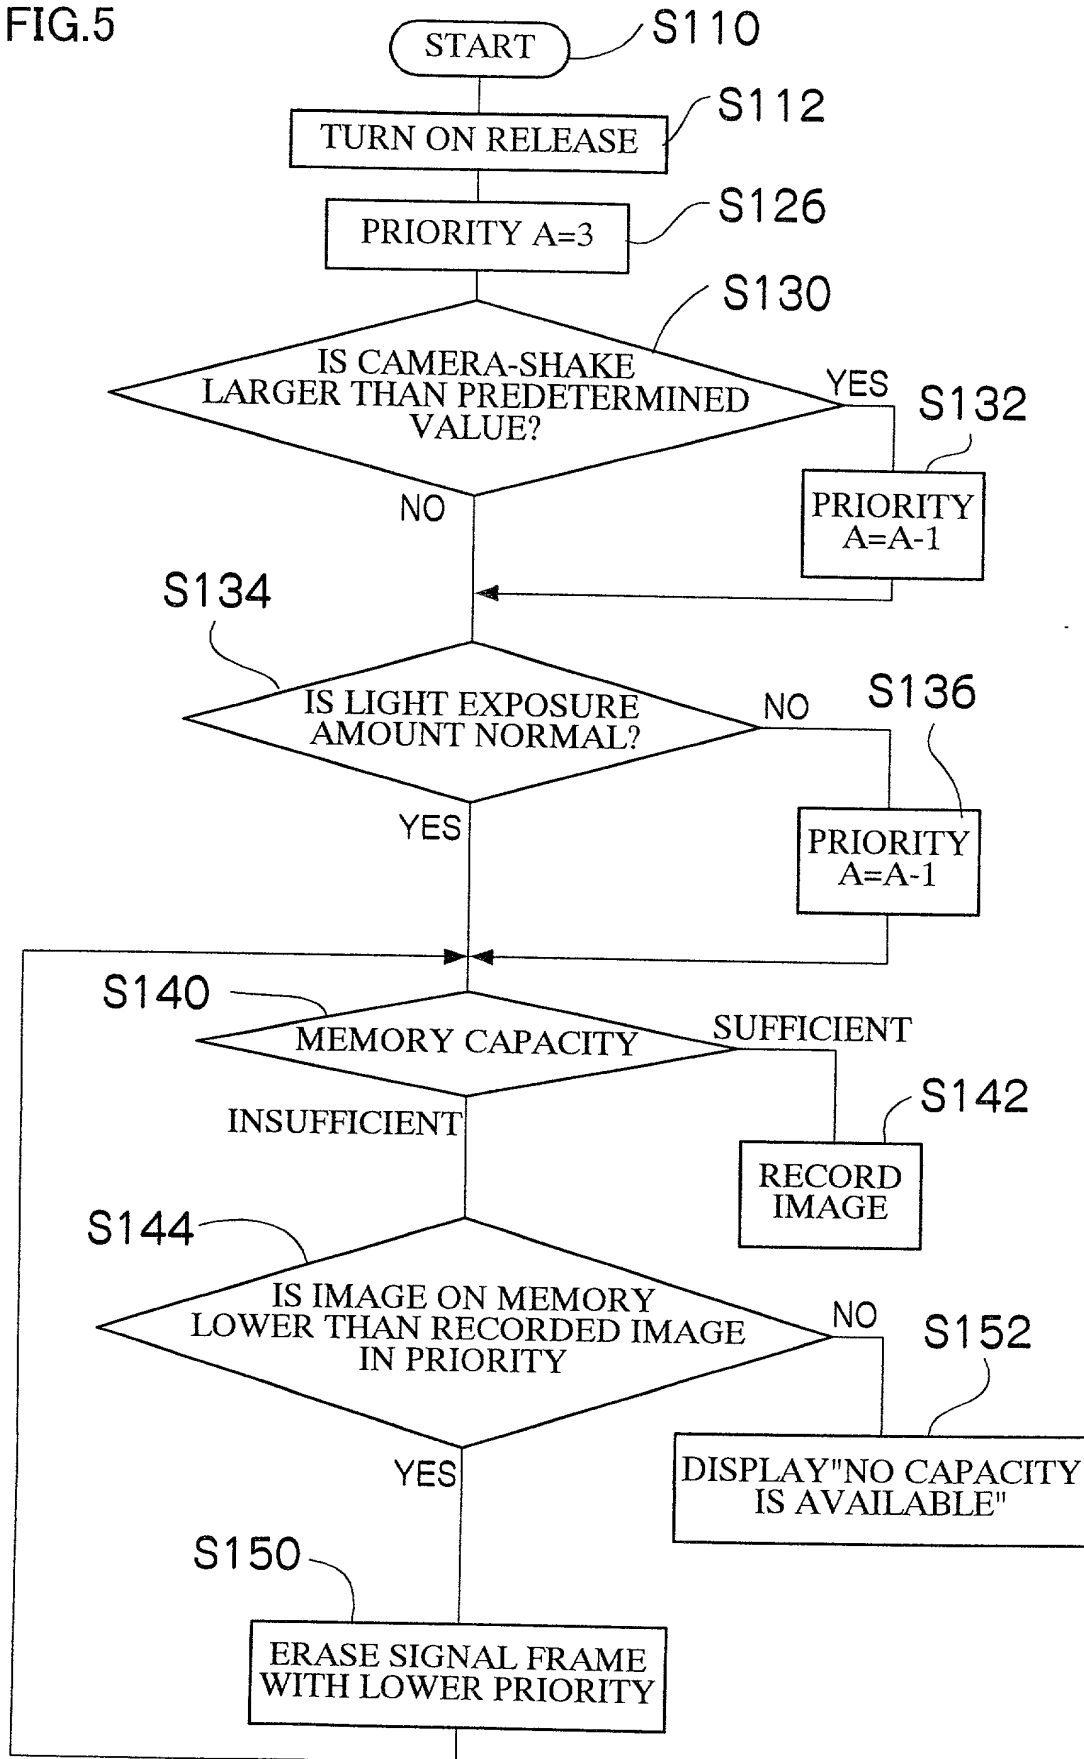 FIG.5
START
S110
S112
TURN ON RELEASE
S126
PRIORITY A=3
S130
IS CAMERA-SHAKE
LARGER THAN PREDETERMINED
VALUE?
YES
S132
NO
PRIORITY
A=A-1
S134
IS LIGHT EXPOSURE
AMOUNT NORMAL?
NO
S136
YES
PRIORITY
A=A-1
S140
MEMORY CAPACITY
SUFFICIENT
INSUFFICIENT
S142
RECORD
IMAGE
S144
IS IMAGE ON MEMORY
LOWER THAN RECORDED IMAGE
IN PRIORITY
NO
S152
YES
DISPLAY"NO CAPACITY
IS AVAILABLE"
S150
ERASE SIGNAL FRAME
WITH LOWER PRIORITY